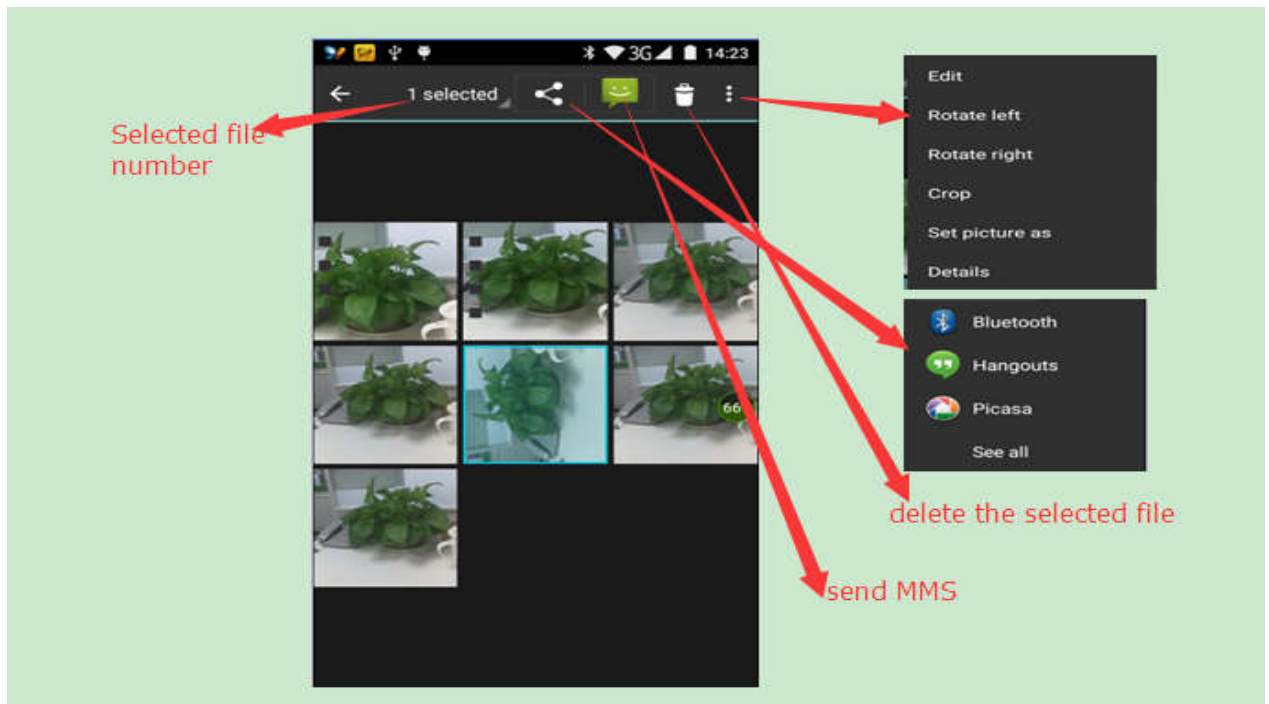 3G 14:23
1 selected
Selected file
number
66
Edit
Rotate left
Rotate right
Crop
Set picture as
Details
Bluetooth
Hangouts
Picasa
See all
delete the selected file
send MMS